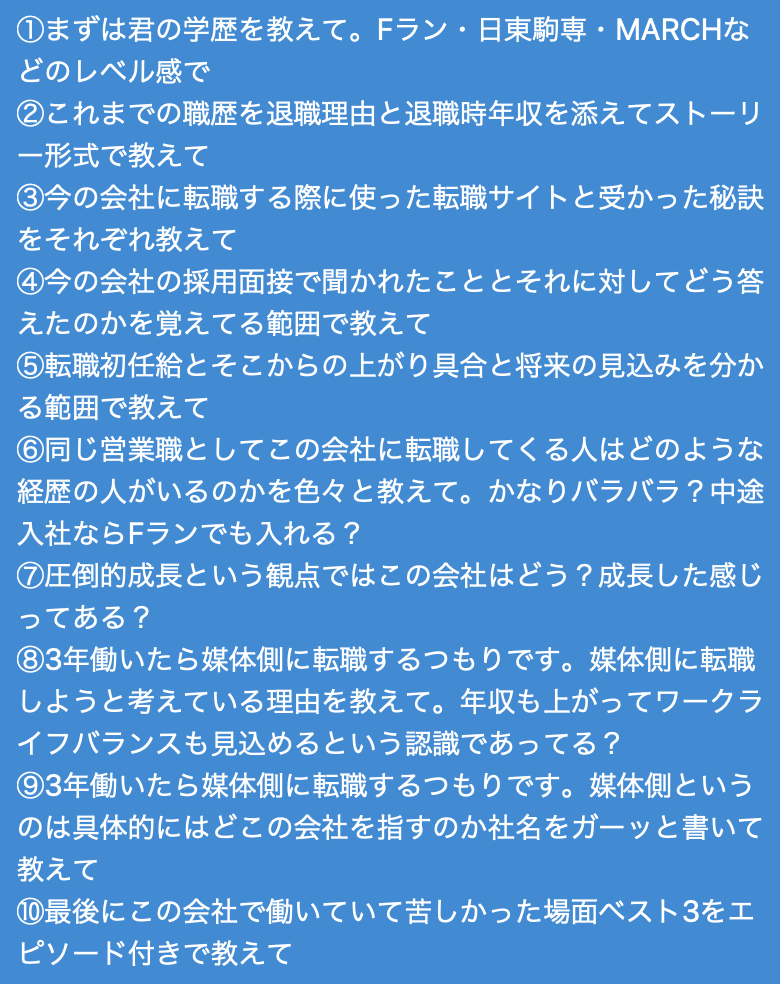 ①まずは君の学歴を教えて。Fラン・日東駒専・MARCHな
どのレベル感で
②これまでの職歴を退職理由と退職時年収を添えてストーリ
ー形式で教えて
③今の会社に転職する際に使った転職サイトと受かった秘訣
をそれぞれ教えて
④今の会社の採用面接で聞かれたこととそれに対してどう答
えたのかを覚えてる範囲で教えて
⑤転職初任給とそこからの上がり具合と将来の見込みを分か
る範囲で教えて
⑥同じ営業職としてこの会社に転職してくる人はどのような
経歴の人がいるのかを色々と教えて。かなりバラバラ？中途
入社ならFランでも入れる？
⑦圧倒的成長という観点ではこの会社はどう？成長した感じ
ってある？
⑧3年働いたら媒体側に転職するつもりです。媒体側に転職
しようと考えている理由を教えて。年収も上がってワークラ
イフバランスも見込めるという認識であってる？
⑨3年働いたら媒体側に転職するつもりです。媒体側という
のは具体的にはどこの会社を指すのか社名をガーッと書いて
教えて
⑩最後にこの会社で働いていて苦しかった場面ベスト3をエ
ピソード付きで教えて